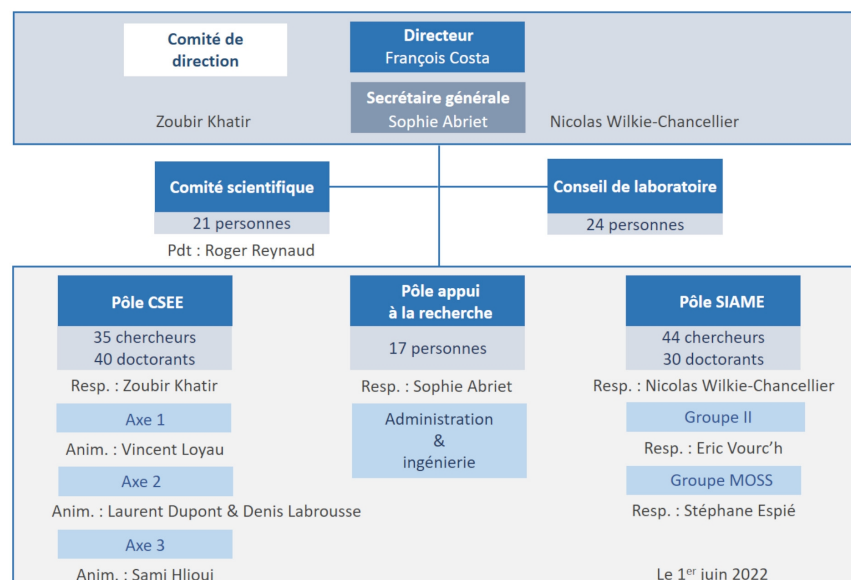 Comité de
direction
Directeur
François Costa
Secrétaire générale
Sophie Abriet
Zoubir Khatir
Nicolas Wilkie-Chancellier
Comité scientifique
21 personnes
Pdt : Roger Reynaud
Conseil de laboratoire
24 personnes
Pôle CSEE
35 chercheurs
40 doctorants
Resp. : Zoubir Khatir
Axe 1
Anim. : Vincent Loyau
Axe 2
Anim. : Laurent Dupont & Denis Labrousse
Axe 3
Anim. : Sami Hlioui
Pôle appui
à la recherche
17 personnes
Resp. : Sophie Abriet
Administration
&
ingénierie
Pôle SIAME
44 chercheurs
30 doctorants
Resp. : Nicolas Wilkie-Chancellier
Groupe II
Resp. : Eric Vourc'h
Groupe MOSS
Resp. : Stéphane Espié
Le 1er juin 2022